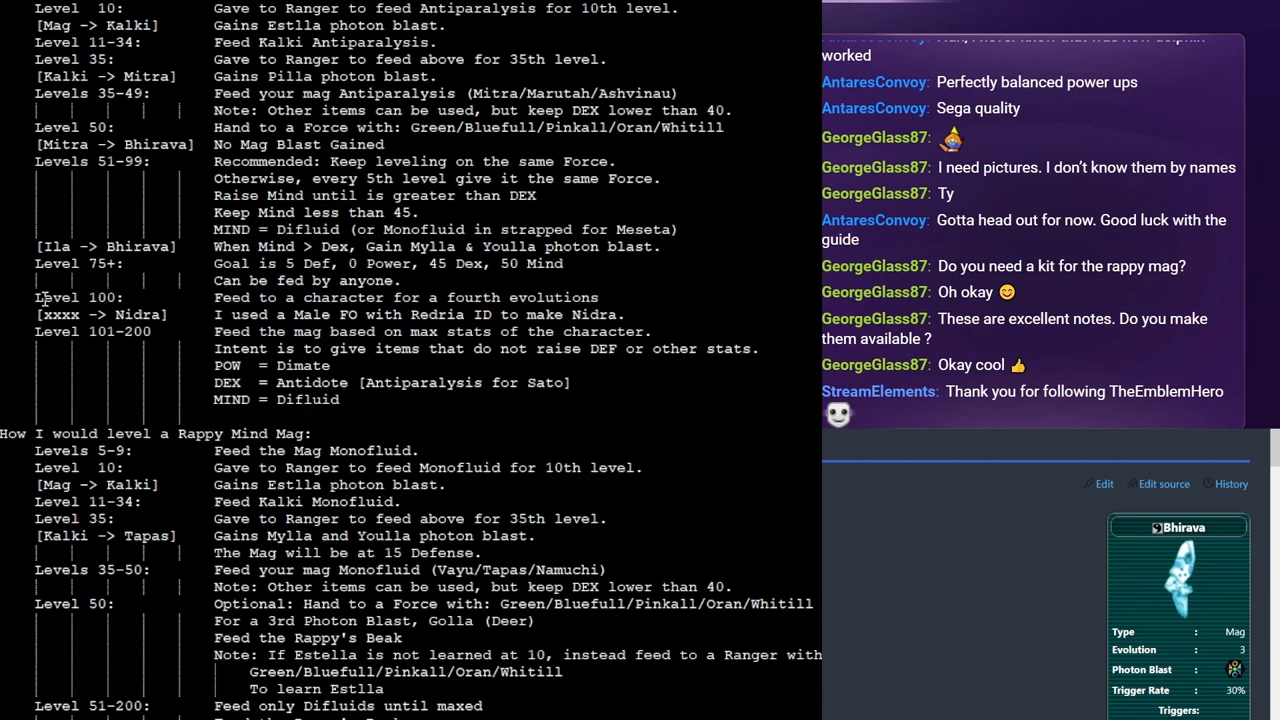 Level 10: Gave to Ranger to feed Antiparalysis for 10th level.
[Mag -> Kalki] Gains Estlla photon blast.
Level 11-34: Feed Kalki Antiparalysis.
Level 35: Gave to Ranger to feed above for 35th level.
[Kalki -> Mitra] Gains Pilla photon blast.
Levels 35-49: Feed your mag Antiparalysis (Mitra/Marutah/Ashvinau)
Note: Other items can be used, but keep DEX lower than 40.
Level 50: Hand to a Force with: Green/Bluefull/Pinkall/Oran/Whitill
[Mitra -> Bhirava] No Mag Blast Gained
Levels 51-99: Recommended: Keep leveling on the same Force.
Otherwise, every 5th level give it the same Force.
Raise Mind until is greater than DEX
Keep Mind less than 45.
MIND = Difluid (or Monofluid in strapped for Meseta)
[Ila -> Bhirava] When Mind > Dex, Gain Mylla & Youlla photon blast.
Level 75+: Goal is 5 Def, 0 Power, 45 Dex, 50 Mind
Can be fed by anyone.
Level 100: Feed to a character for a fourth evolutions
[xxxx -> Nidra] I used a Male FO with Redria ID to make Nidra.
Level 101-200 Feed the mag based on max stats of the character.
Intent is to give items that do not raise DEF or other stats.
POW = Dimate
DEX = Antidote [Antiparalysis for Sato]
MIND = Difluid
How I would level a Rappy Mind Mag:
Levels 5-9: Feed the Mag Monofluid.
Level 10: Gave to Ranger to feed Monofluid for 10th level.
[Mag -> Kalki] Gains Estlla photon blast.
Level 11-34: Feed Kalki Monofluid.
Level 35: Gave to Ranger to feed above for 35th level.
[Kalki -> Tapas] Gains Mylla and Youlla photon blast.
The Mag will be at 15 Defense.
Levels 35-50: Feed your mag Monofluid (Vayu/Tapas/Namuchi)
Note: Other items can be used, but keep DEX lower than 40.
Level 50: Optional: Hand to a Force with: Green/Bluefull/Pinkall/Oran/Whitill
For a 3rd Photon Blast, Golla (Deer)
Feed the Rappy's Beak
Note: If Estella is not learned at 10, instead feed to a Ranger with
Green/Bluefull/Pinkall/Oran/Whitill
To learn Estlla
Level 51-200: Feed only Difluids until maxed
worked
AntaresConvoy: Perfectly balanced power ups
AntaresConvoy: Sega quality
GeorgeGlass87:
GeorgeGlass87: I need pictures. I don't know them by names
GeorgeGlass87: Ty
AntaresConvoy: Gotta head out for now. Good luck with the
guide
GeorgeGlass87: Do you need a kit for the rappy mag?
GeorgeGlass87: Oh okay 😊
GeorgeGlass87: These are excellent notes. Do you make
them available ?
GeorgeGlass87: Okay cool 👍
StreamElements: Thank you for following TheEmblemHero
Edit Edit source History
Bhirava
Type : Mag
Evolution : 3
Photon Blast :
Trigger Rate : 30%
Triggers: